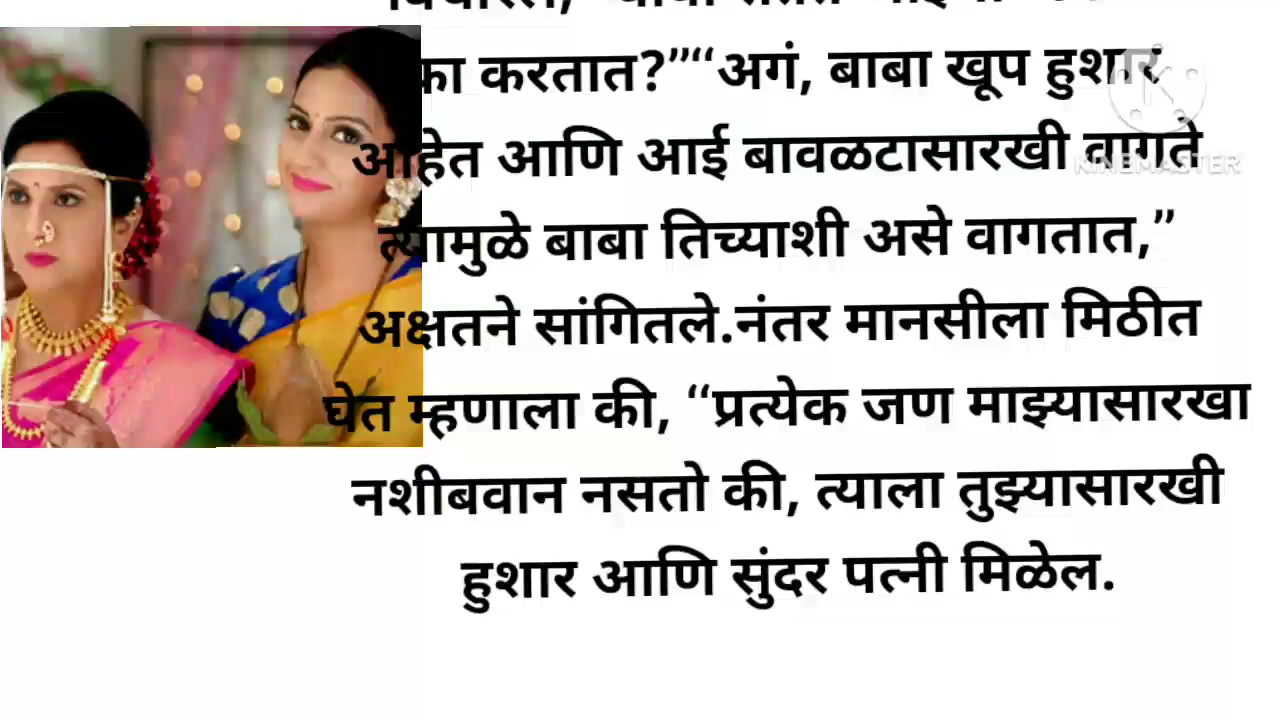 का करतात?”“अगं, बाबा खूप हुशार
आहेत आणि आई बावळटासारखी वागते
त्यामुळे बाबा तिच्याशी असे वागतात,”
अक्षतने सांगितले.नंतर मानसीला मिठीत
घेत म्हणाला की, “प्रत्येक जण माझ्यासारखा
नशीबवान नसतो की, त्याला तुझ्यासारखी
हुशार आणि सुंदर पत्नी मिळेल.
KINEMASTER